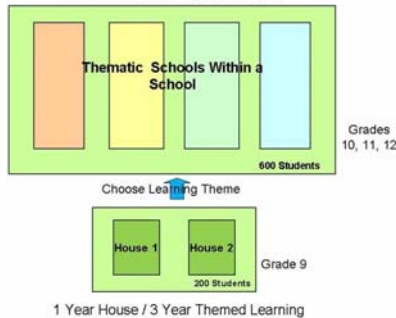 Thematic Schools Within a
School
Grades
10, 11, 12
600 Students
Choose Learning Theme
House 1
House 2
Grade 9
200 Students
1 Year House / 3 Year Themed Learning